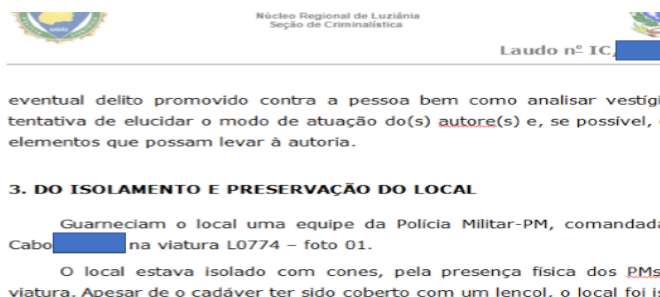 Núcleo Regional de Luziânia
Seção de Criminalística
Laudo nº IC/
eventual delito promovido contra a pessoa bem como analisar vestígi
tentativa de elucidar o modo de atuação do(s) autore(s) e, se possível,
elementos que possam levar à autoria.
3. DO ISOLAMENTO E PRESERVAÇÃO DO LOCAL
Guarneciam o local uma equipe da Polícia Militar-PM, comandada
Cabo na viatura L0774 – foto 01.
O local estava isolado com cones, pela presença física dos PMs
viatura. Apesar de o cadáver ter sido coberto com um lençol, o local foi is